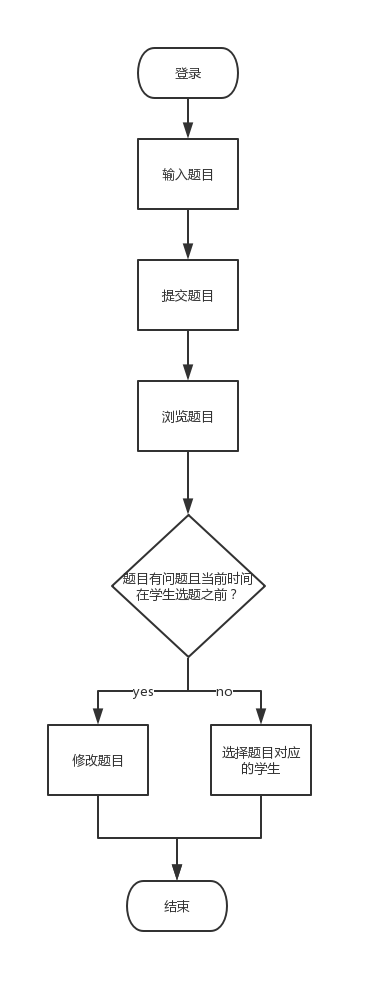 登录
输入题目
提交题目
浏览题目
题目有问题且当前时间
在学生选题之前？
yes
no
修改题目
选择题目对应
的学生
结束